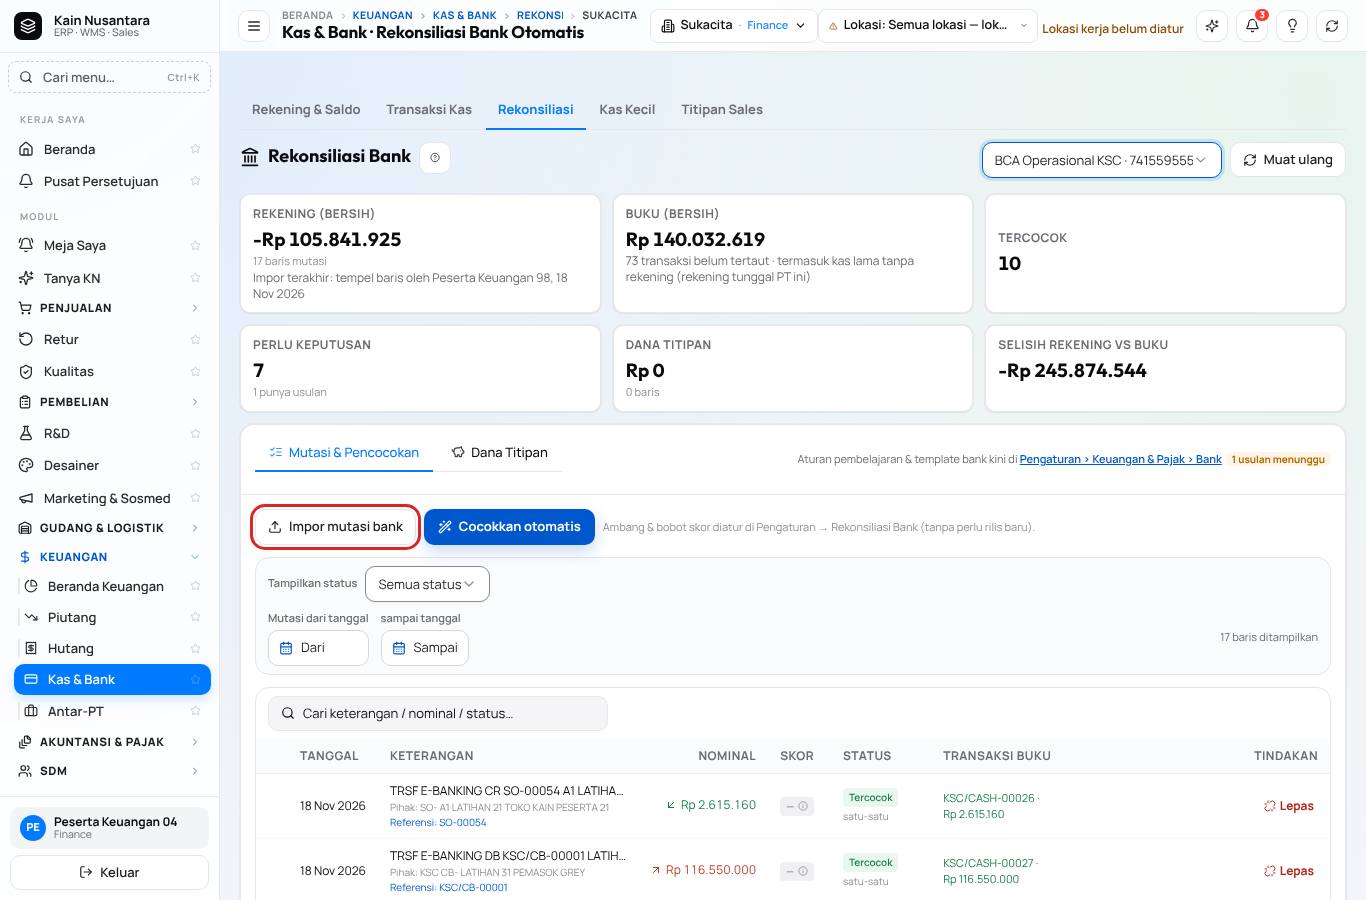 Kain Nusantara
ERP · WMS · Sales
Cari menu... Ctrl+K
KERJA SAYA
Beranda
Pusat Persetujuan
MODUL
Meja Saya
Tanya KN
PENJUALAN
Retur
Kualitas
PEMBELIAN
R&D
Desainer
Marketing & Sosmed
GUDANG & LOGISTIK
KEUANGAN
Beranda Keuangan
Piutang
Hutang
Kas & Bank
Antar-PT
AKUNTANSI & PAJAK
SDM
PE Peserta Keuangan 04
Finance
Keluar
BERANDA > KEUANGAN > KAS & BANK > REKONSI > SUKACITA
Kas & Bank · Rekonsiliasi Bank Otomatis
Sukacita · Finance
Lokasi: Semua lokasi — lok...
Lokasi kerja belum diatur
3
Rekening & Saldo Transaksi Kas Rekonsiliasi Kas Kecil Titipan Sales
Rekonsiliasi Bank
BCA Operasional KSC · 741559555
Muat ulang
REKENING (BERSIH)
-Rp 105.841.925
17 baris mutasi
Impor terakhir: tempel baris oleh Peserta Keuangan 98, 18
Nov 2026
BUKU (BERSIH)
Rp 140.032.619
73 transaksi belum tertaut · termasuk kas lama tanpa
rekening (rekening tunggal PT ini)
TERCOCOK
10
PERLU KEPUTUSAN
7
1 punya usulan
DANA TITIPAN
Rp 0
0 baris
SELISIH REKENING VS BUKU
-Rp 245.874.544
Mutasi & Pencocokan Dana Titipan
Aturan pembelajaran & template bank kini di Pengaturan > Keuangan & Pajak > Bank 1 usulan menunggu
Impor mutasi bank Cocokkan otomatis Ambang & bobot skor diatur di Pengaturan → Rekonsiliasi Bank (tanpa perlu rilis baru).
Tampilkan status Semua status
Mutasi dari tanggal sampai tanggal
Dari Sampai
17 baris ditampilkan
Cari keterangan / nominal / status...
TANGGAL KETERANGAN NOMINAL SKOR STATUS TRANSAKSI BUKU TINDAKAN
18 Nov 2026 TRSF E-BANKING CR SO-00054 A1 LATIHA... Rp 2.615.160 — Tercocok KSC/CASH-00026 · Lepas
Pihak: SO- A1 LATIHAN 21 TOKO KAIN PESERTA 21 satu-satu Rp 2.615.160
Referensi: SO-00054
18 Nov 2026 TRSF E-BANKING DB KSC/CB-00001 LATIH... Rp 116.550.000 — Tercocok KSC/CASH-00027 · Lepas
Pihak: KSC CB- LATIHAN 31 PEMASOK GREY satu-satu Rp 116.550.000
Referensi: KSC/CB-00001